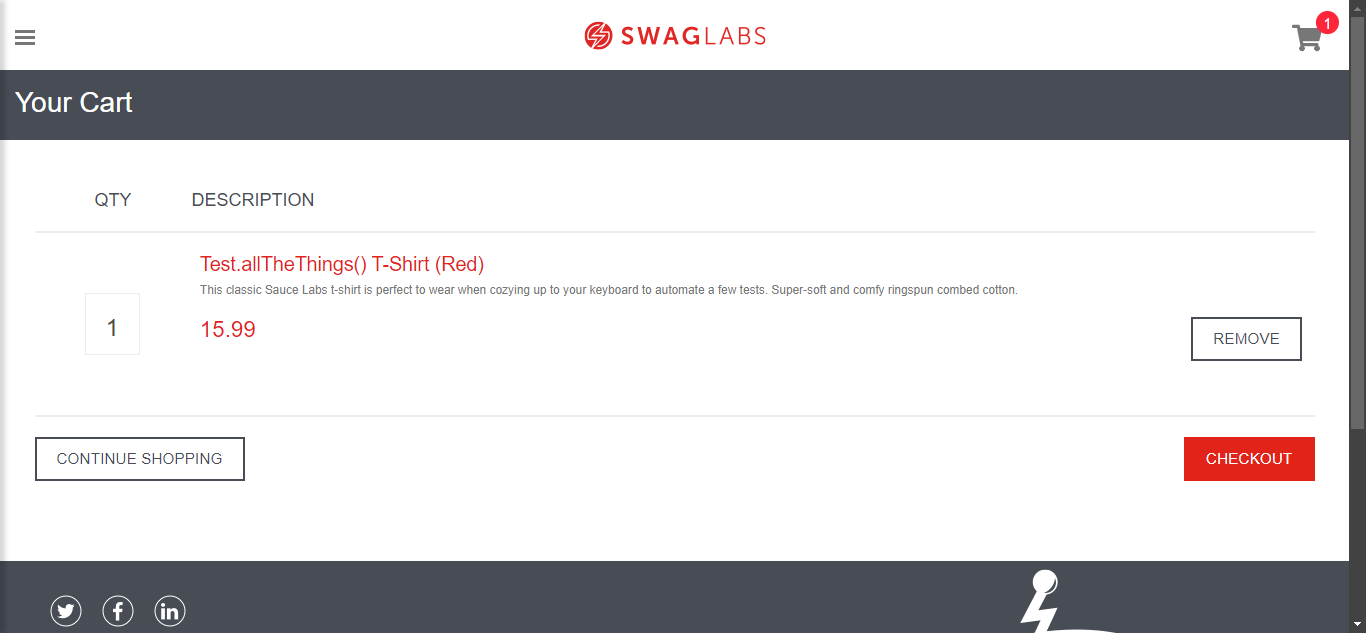 SWAGLABS
1
Your Cart
QTY DESCRIPTION
Test.allTheThings() T-Shirt (Red)
This classic Sauce Labs t-shirt is perfect to wear when cozying up to your keyboard to automate a few tests. Super-soft and comfy ringspun combed cotton.
1
15.99
REMOVE
CONTINUE SHOPPING
CHECKOUT